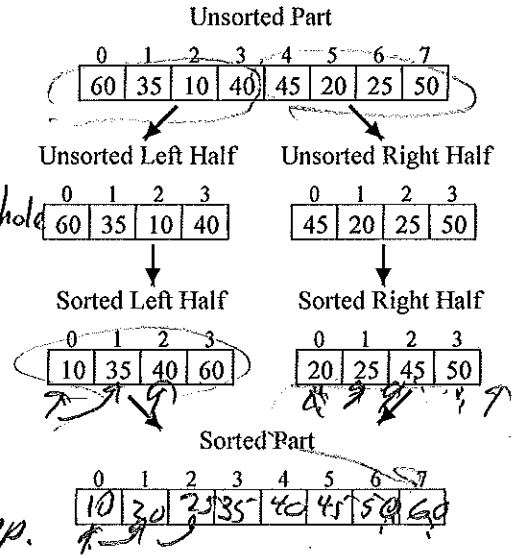 Unsorted Part
0 1 2 3 4 5 6 7
60 35 10 40 45 20 25 50
Unsorted Left Half Unsorted Right Half
0 1 2 3 0 1 2 3
hole 60 35 10 40 45 20 25 50
Sorted Left Half Sorted Right Half
0 1 2 3 0 1 2 3
10 35 40 60 20 25 45 50
Sorted Part
0 1 2 3 4 5 6 7
p. 10 20 25 35 40 45 50 60